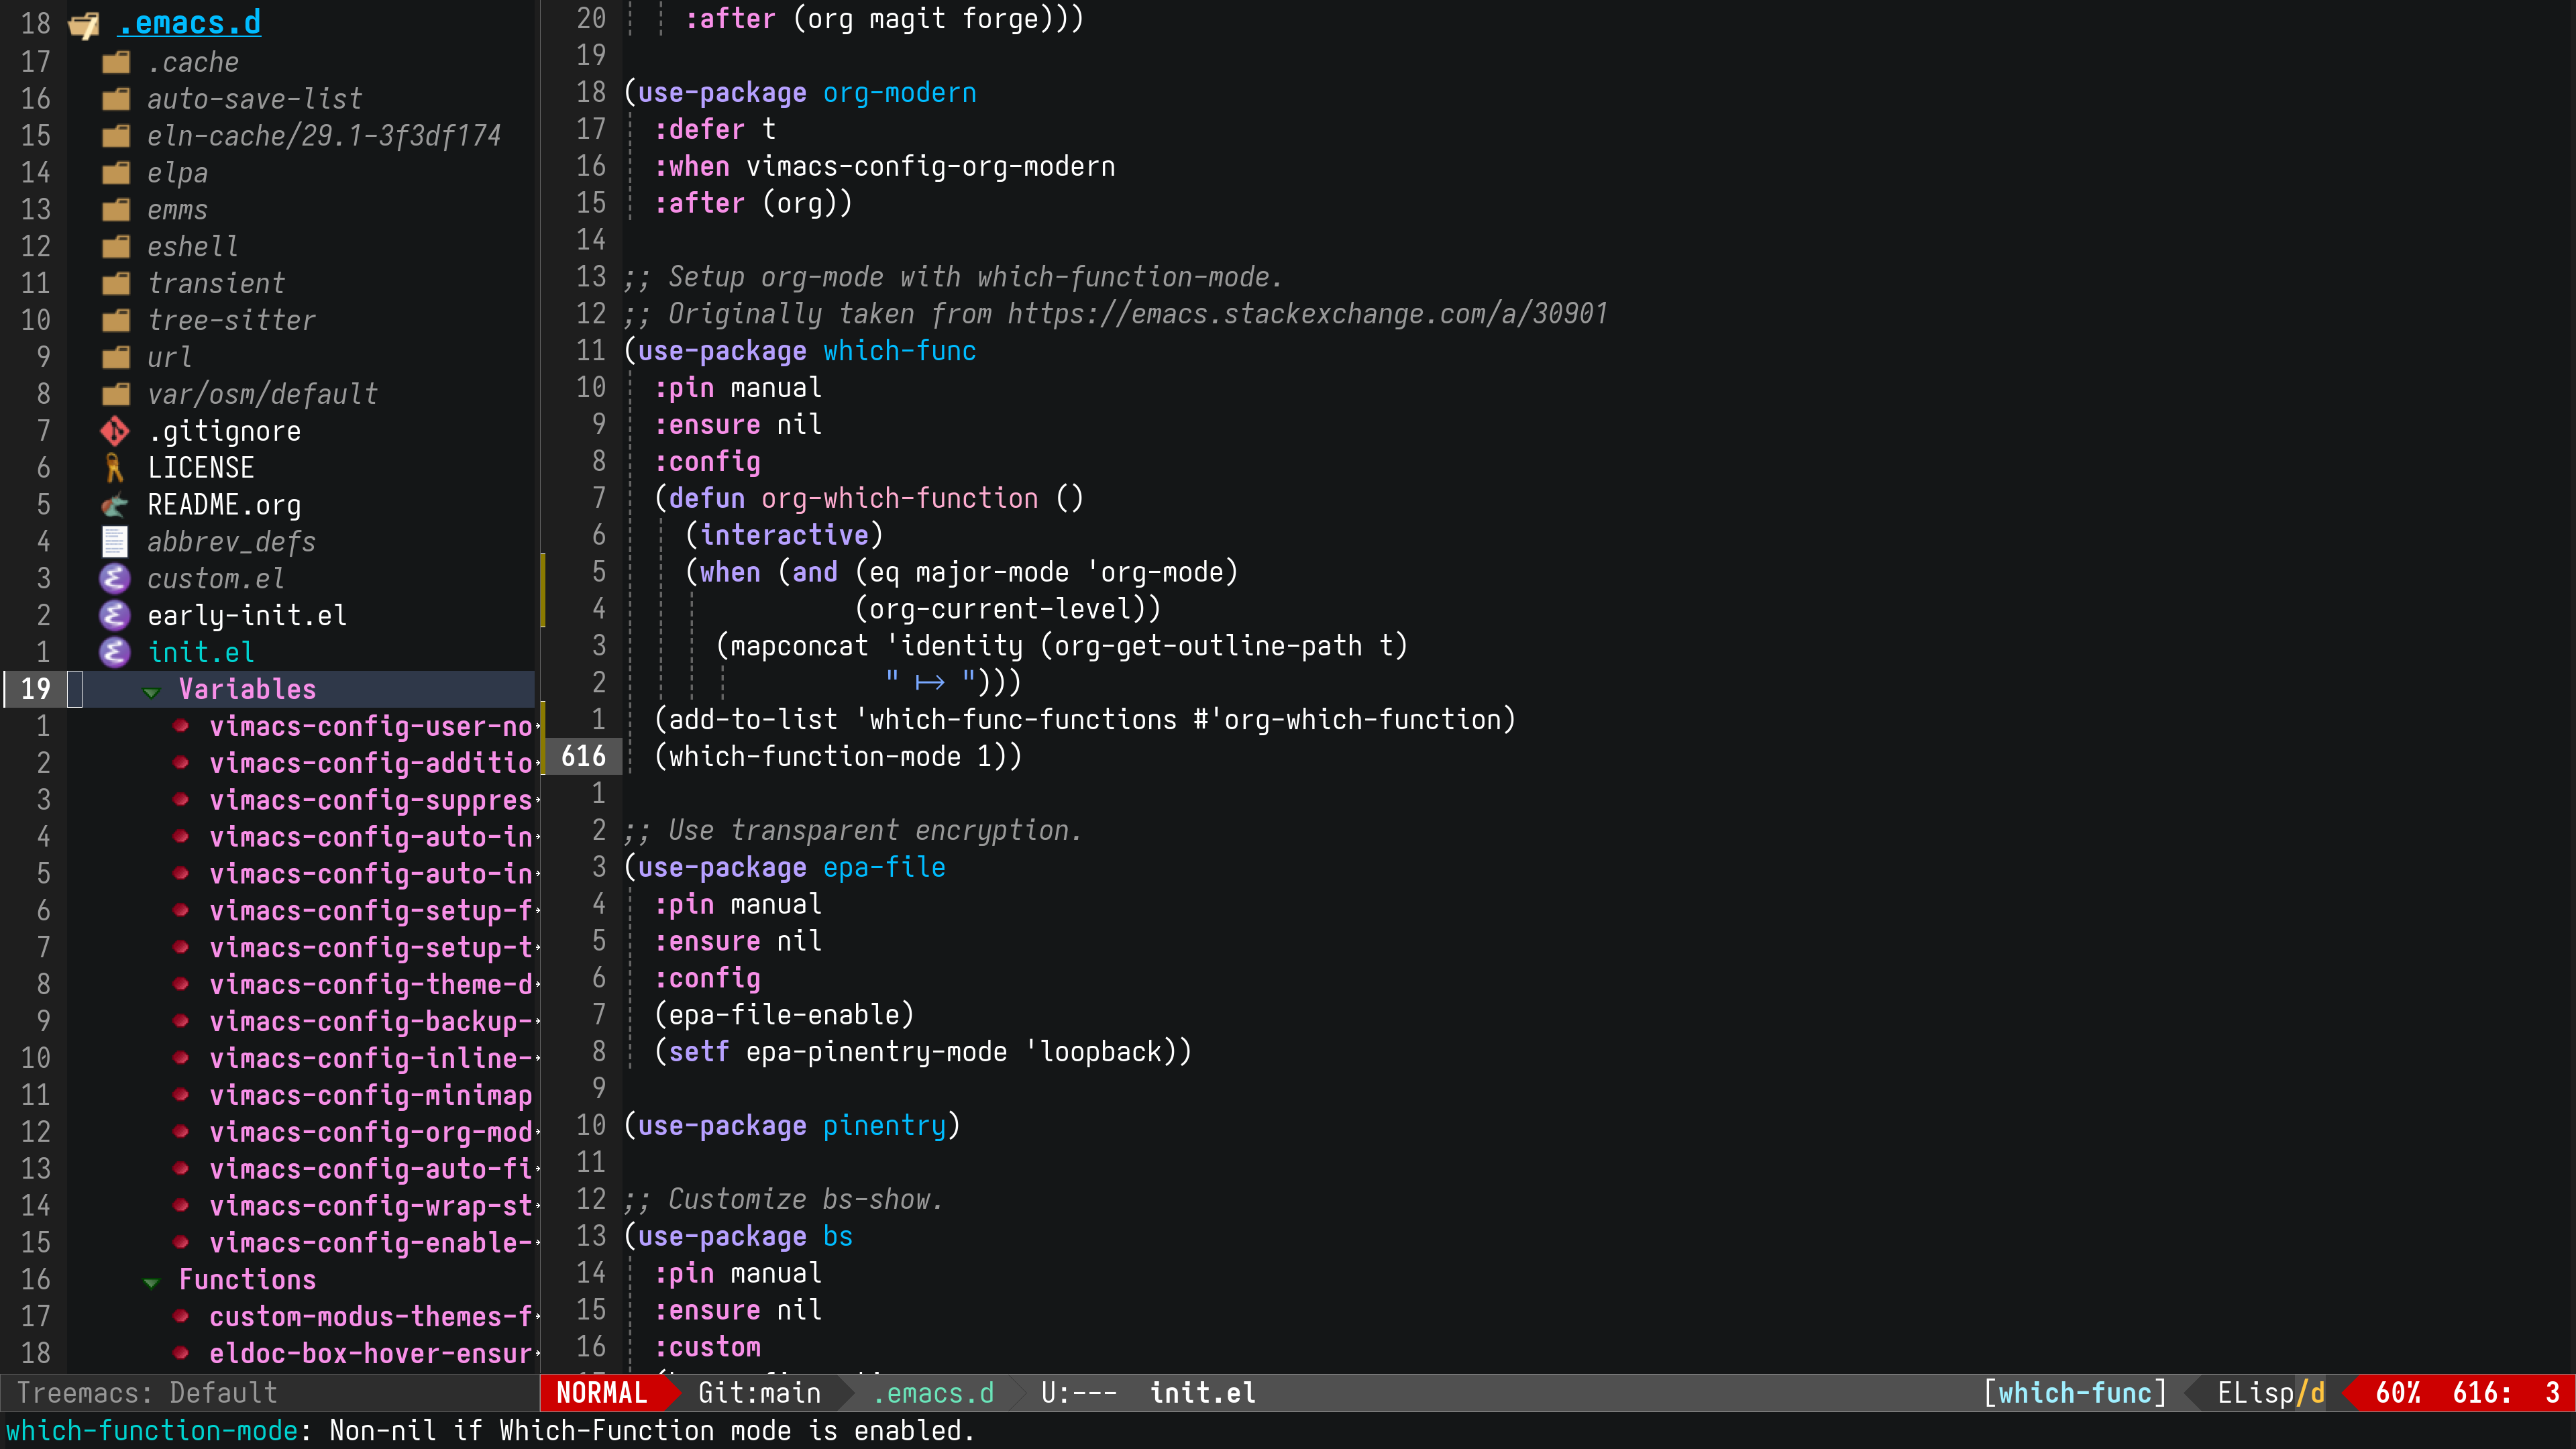 18 .emacs.d
17 .cache
16 auto-save-list
15 eln-cache/29.1-3f3df174
14 elpa
13 emms
12 eshell
11 transient
10 tree-sitter
9 url
8 var/osm/default
7 .gitignore
6 LICENSE
5 README.org
4 abbrev_defs
3 custom.el
2 early-init.el
1 init.el
19 Variables
1 vimacs-config-user-no
2 vimacs-config-additio
3 vimacs-config-suppres
4 vimacs-config-auto-in
5 vimacs-config-auto-in
6 vimacs-config-setup-f
7 vimacs-config-setup-t
8 vimacs-config-theme-d
9 vimacs-config-backup-
10 vimacs-config-inline-
11 vimacs-config-minimap
12 vimacs-config-org-mod
13 vimacs-config-auto-fi
14 vimacs-config-wrap-st
15 vimacs-config-enable-
16 Functions
17 custom-modus-themes-f
18 eldoc-box-hover-ensur
Treemacs: Default
20 :after (org magit forge)))
19
18 (use-package org-modern
17 :defer t
16 :when vimacs-config-org-modern
15 :after (org))
14
13 ;; Setup org-mode with which-function-mode.
12 ;; Originally taken from https://emacs.stackexchange.com/a/30901
11 (use-package which-func
10 :pin manual
9 :ensure nil
8 :config
7 (defun org-which-function ()
6 (interactive)
5 (when (and (eq major-mode 'org-mode)
4 (org-current-level))
3 (mapconcat 'identity (org-get-outline-path t)
2 " ↦ ")))
1 (add-to-list 'which-func-functions #'org-which-function)
616 (which-function-mode 1))
1
2 ;; Use transparent encryption.
3 (use-package epa-file
4 :pin manual
5 :ensure nil
6 :config
7 (epa-file-enable)
8 (setf epa-pinentry-mode 'loopback))
9
10 (use-package pinentry)
11
12 ;; Customize bs-show.
13 (use-package bs
14 :pin manual
15 :ensure nil
16 :custom
NORMAL Git:main .emacs.d U:--- init.el [which-func] ELisp/d 60% 616: 3
which-function-mode: Non-nil if Which-Function mode is enabled.